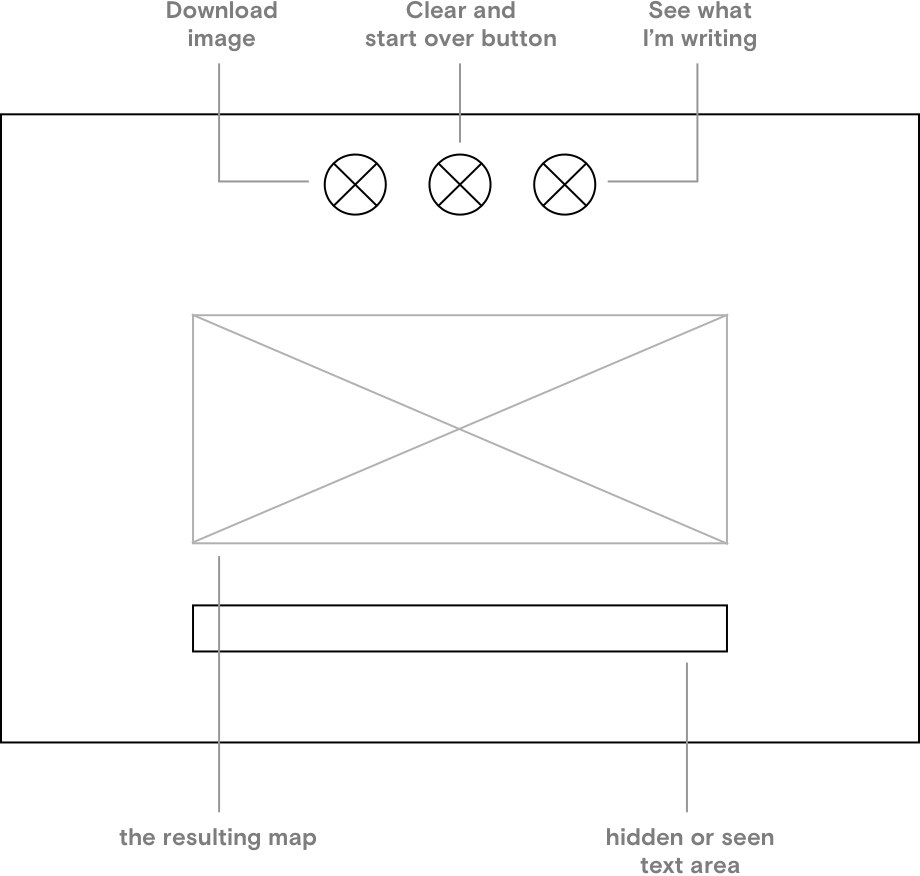 Download
image
Clear and
start over button
See what
I'm writing
the resulting map
hidden or seen
text area